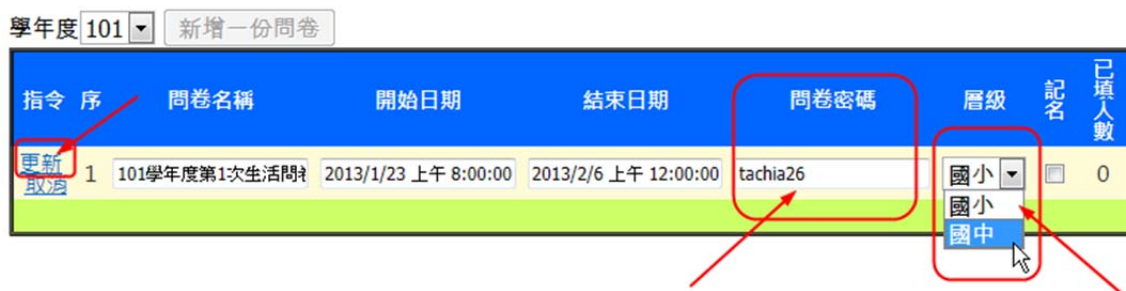 學年度 101 新增一份問卷
指令 序 問卷名稱 開始日期 結束日期 問卷密碼 層級 記名 已填人數
更新 1 101學年度第1次生活問 2013/1/23 上午 8:00:00 2013/2/6 上午 12:00:00 tachia26 國小 0
取消
國小
國中